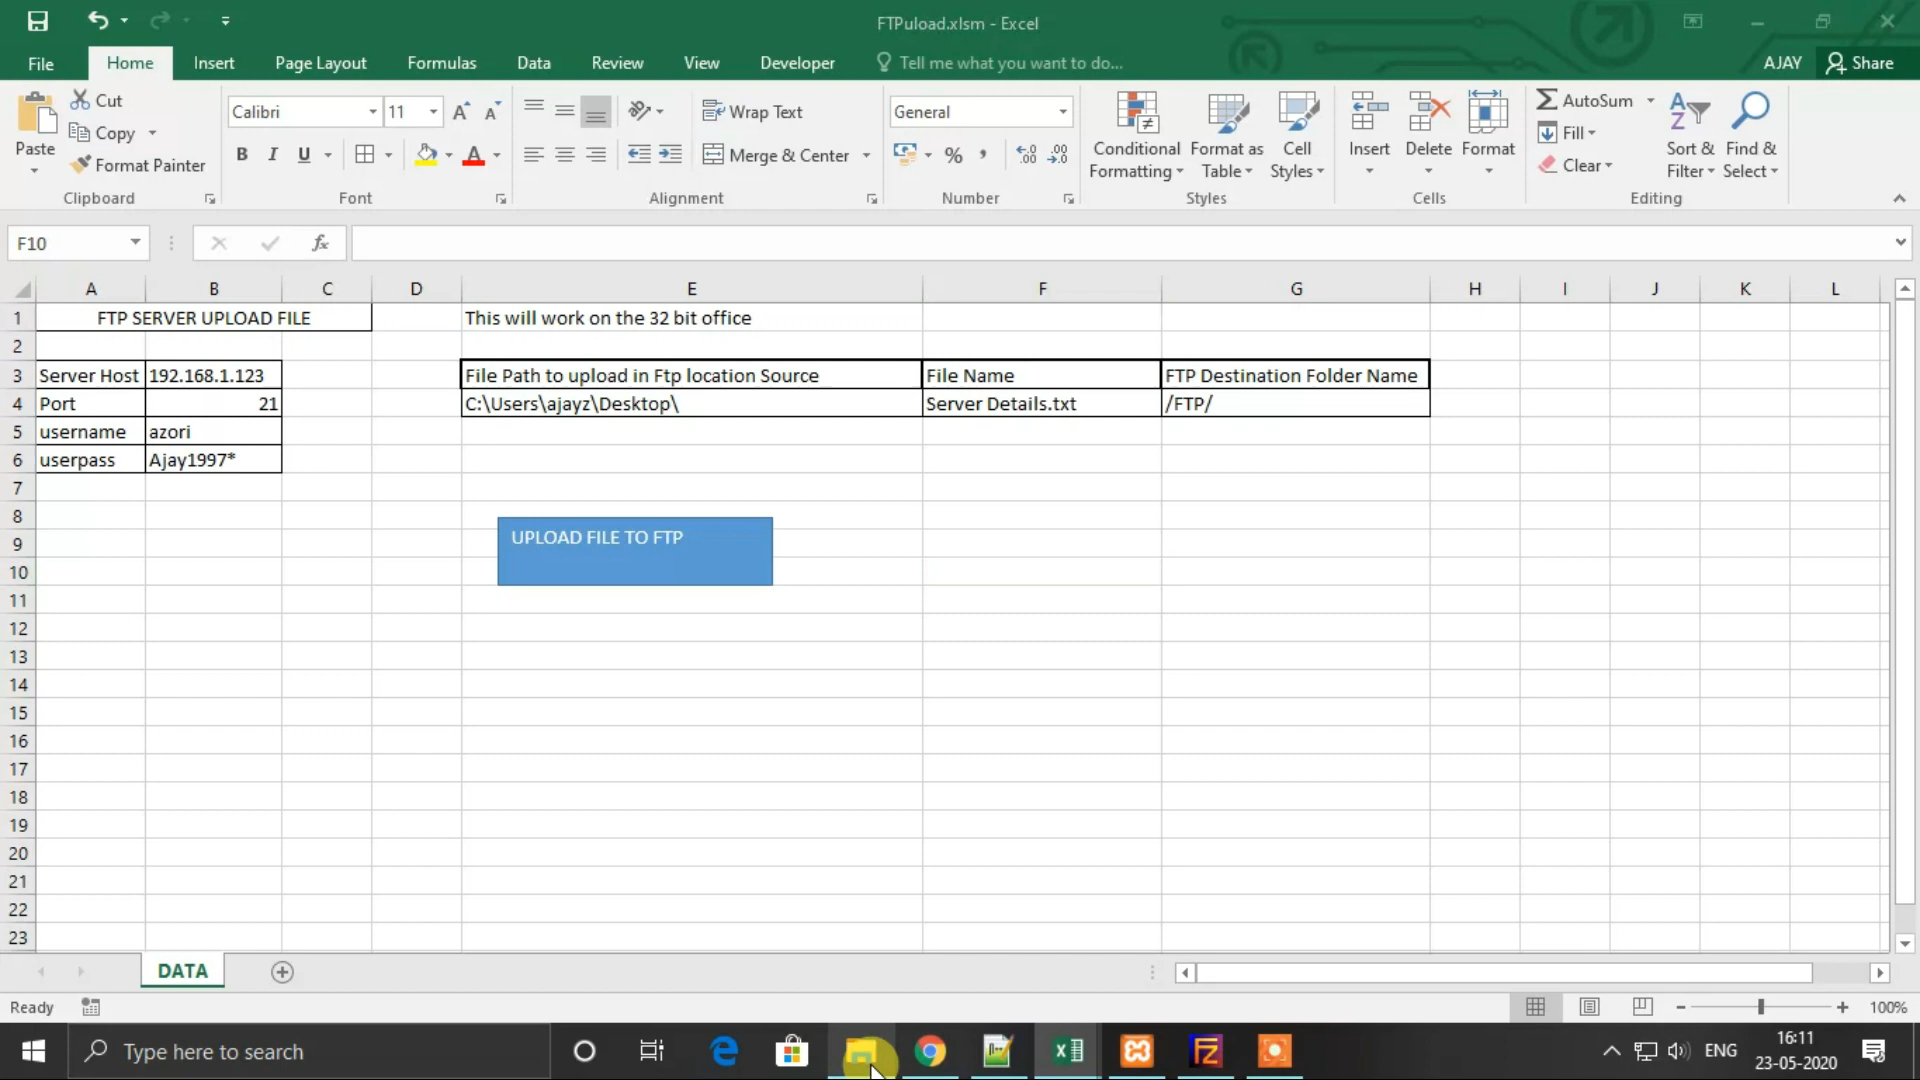 FTPuload.xlsm - Excel
File
Home
Insert
Page Layout
Formulas
Data
Review
View
Developer
Tell me what you want to do...
AJAY
Share
Paste
Cut
Copy
Format Painter
Clipboard
Calibri
11
A A
B I U
A
Font
Wrap Text
Merge & Center
Alignment
General
%
,
Number
Conditional Formatting
Format as Table
Cell Styles
Styles
Insert
Delete
Format
Cells
AutoSum
Fill
Clear
Sort & Filter
Find & Select
Editing
F10
fx
A B C D E F G H I J K L
1 FTP SERVER UPLOAD FILE This will work on the 32 bit office
2
3 Server Host 192.168.1.123 File Path to upload in Ftp location Source File Name FTP Destination Folder Name
4 Port 21 C:\Users\ajayz\Desktop\ Server Details.txt /FTP/
5 username azori
6 userpass Ajay1997*
7
8
9 UPLOAD FILE TO FTP
10
11
12
13
14
15
16
17
18
19
20
21
22
23
DATA
Ready
100%
Type here to search
ENG
16:11
23-05-2020